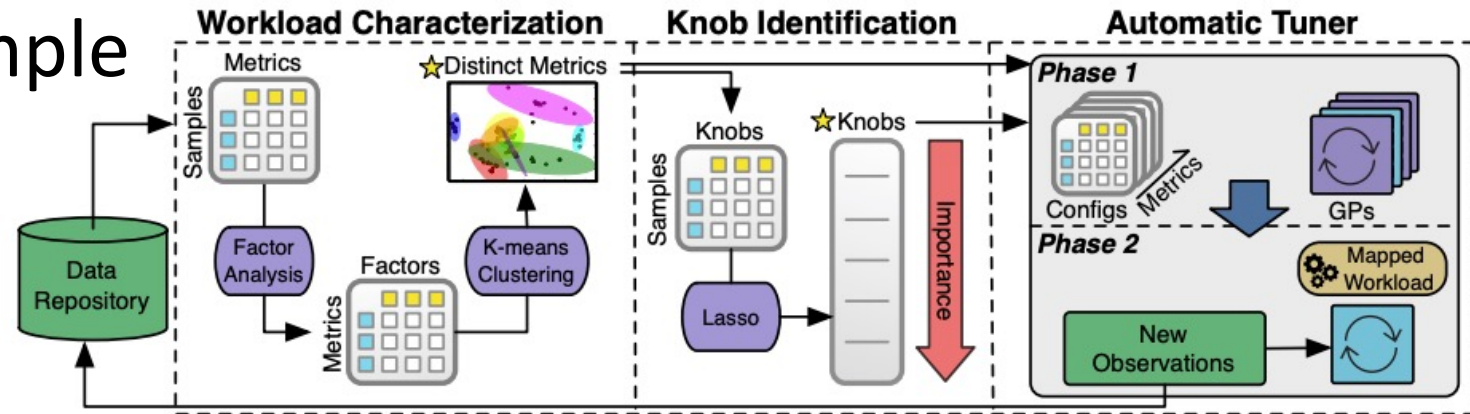 Workload Characterization
Knob Identification
Automatic Tuner
Metrics
Samples
Distinct Metrics
Factor
Analysis
K-means
Clustering
Factors
Metrics
Data
Repository
Knobs
Samples
Lasso
Knobs
Importance
Phase 1
Configs
Metrics
GPs
Phase 2
Mapped
Workload
New
Observations